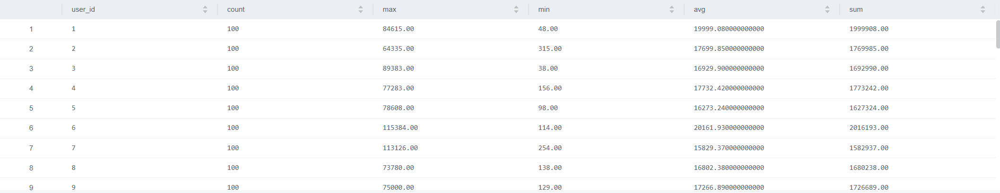 user_id count max min avg sum
1 1 100 84615.00 48.00 19999.080000000000 1999908.00
2 2 100 64335.00 315.00 17699.850000000000 1769985.00
3 3 100 89383.00 38.00 16929.900000000000 1692990.00
4 4 100 77283.00 156.00 17732.420000000000 1773242.00
5 5 100 78608.00 98.00 16273.240000000000 1627324.00
6 6 100 115384.00 114.00 20161.930000000000 2016193.00
7 7 100 113126.00 254.00 15829.370000000000 1582937.00
8 8 100 73780.00 138.00 16802.380000000000 1680238.00
9 9 100 75000.00 129.00 17266.890000000000 1726689.00